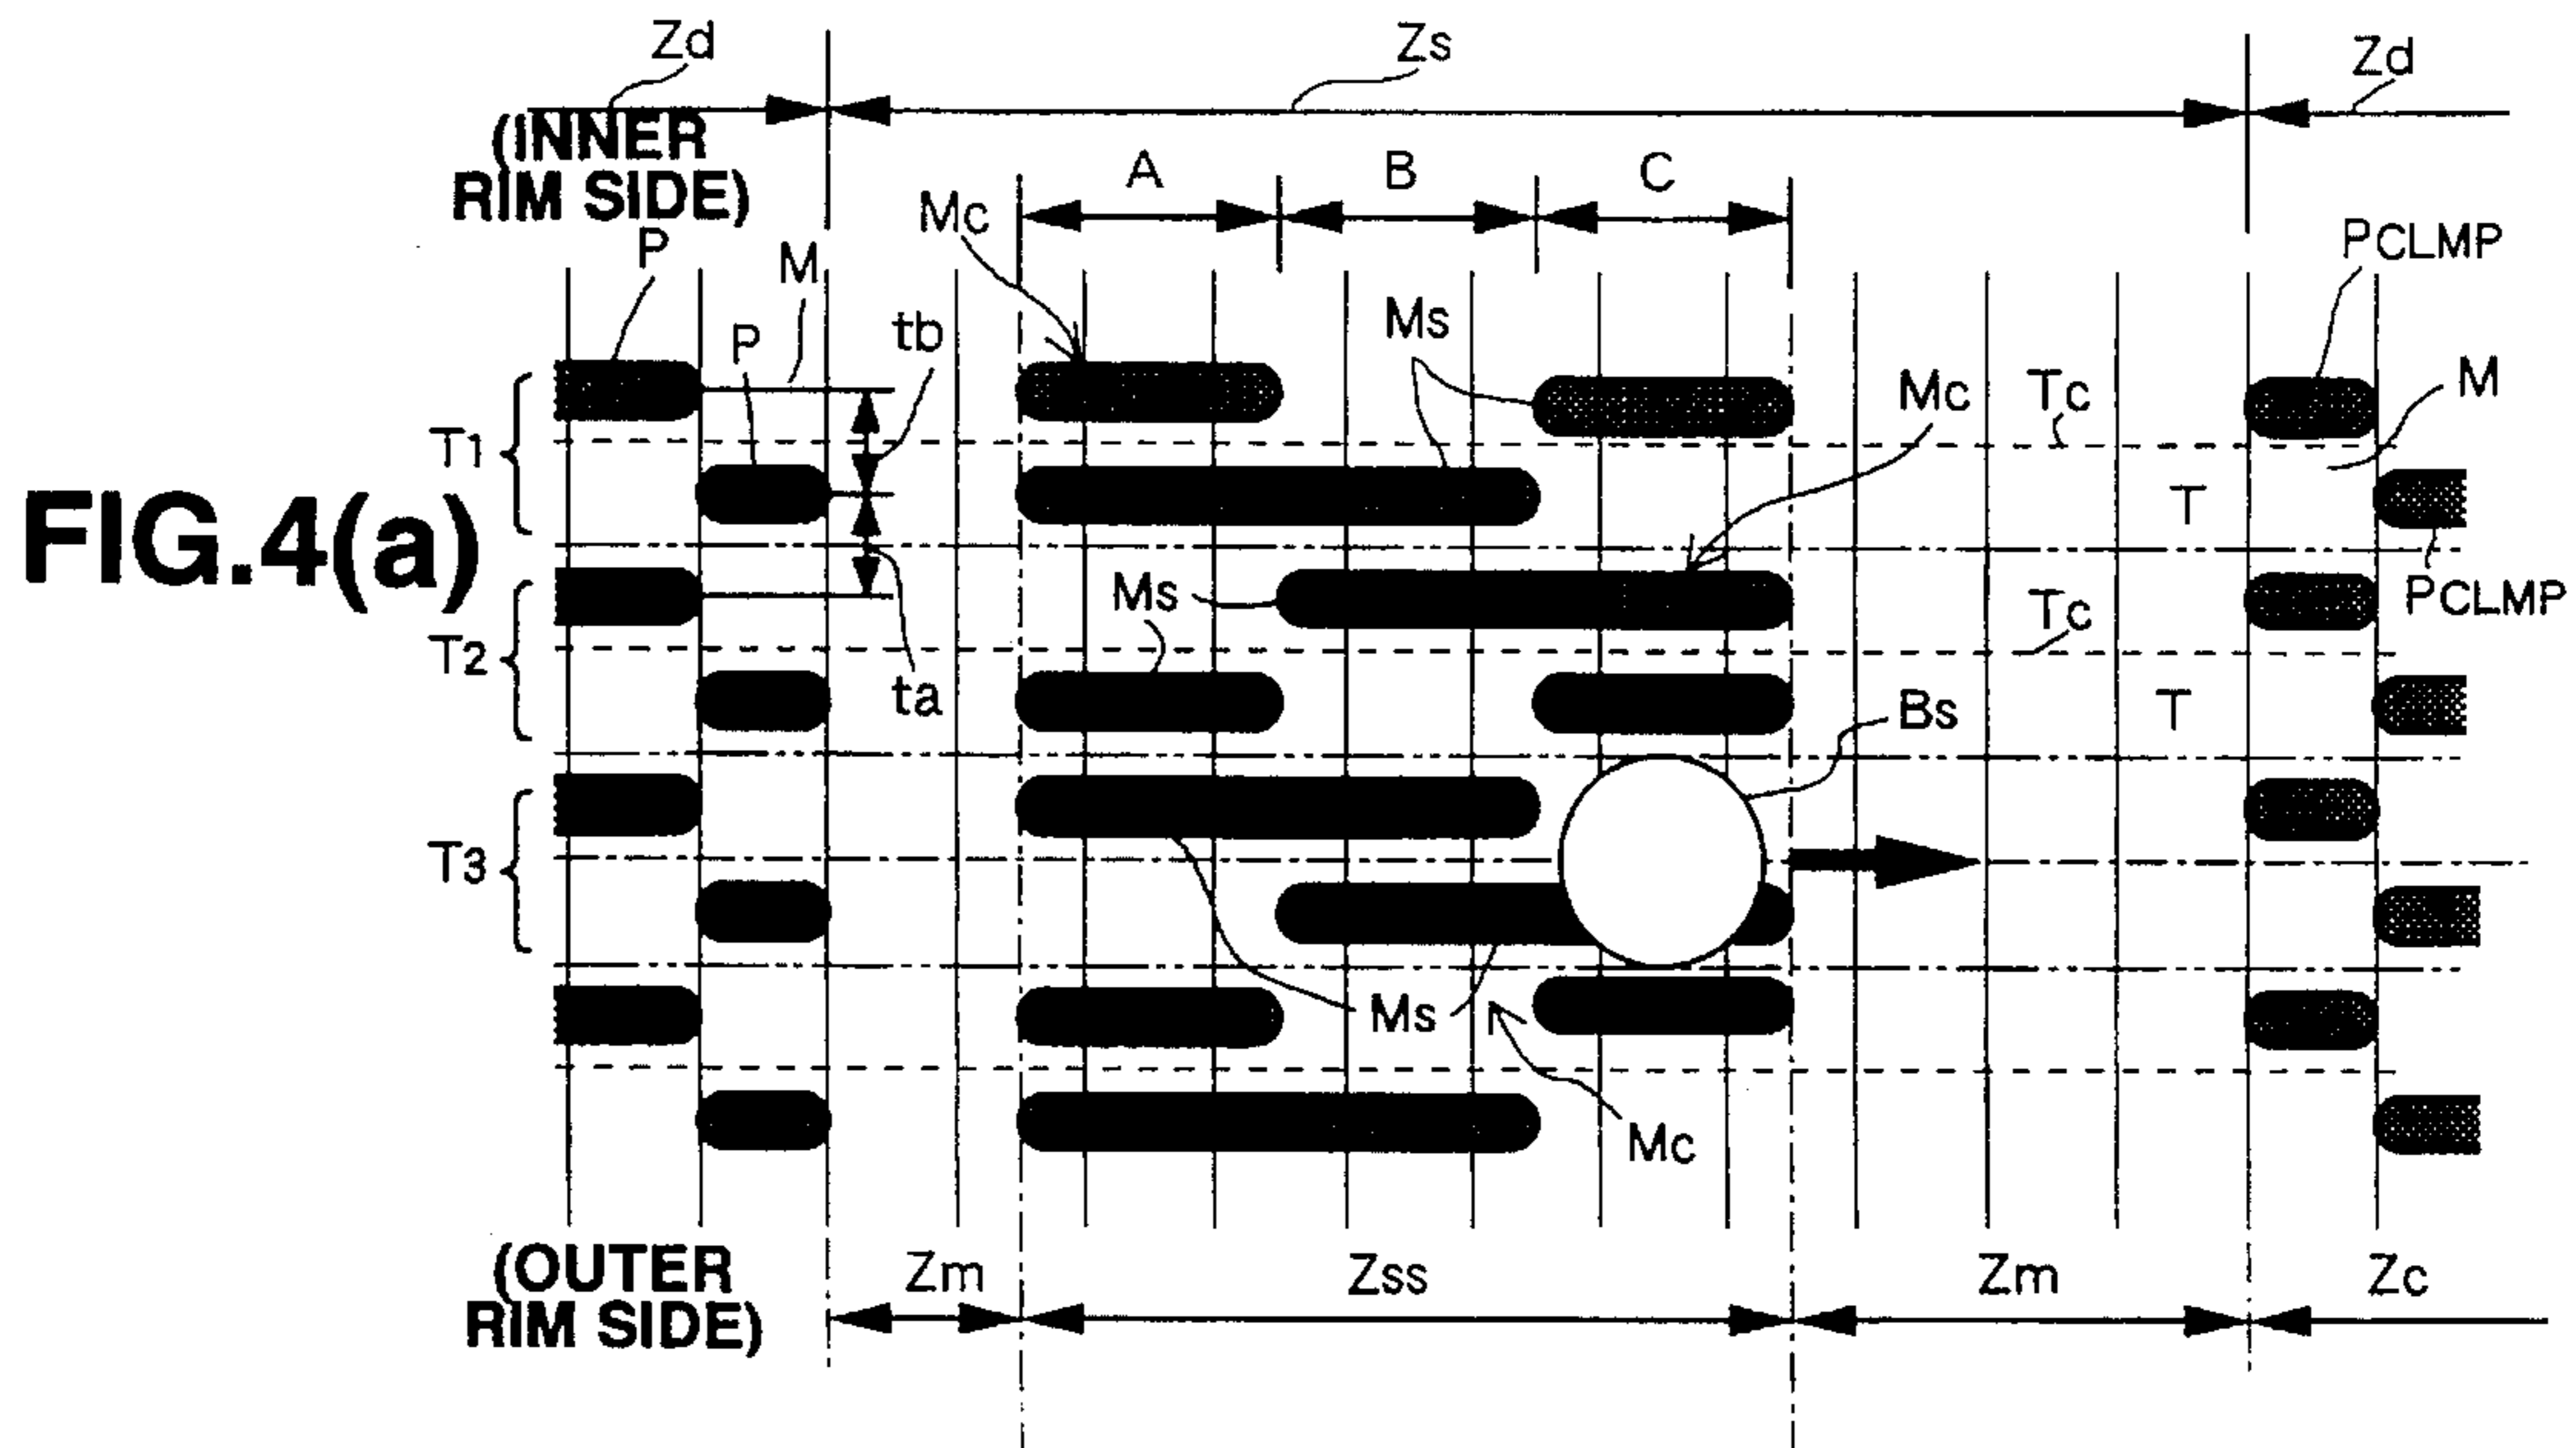 Zd
Zs
Zd
(INNER
RIM SIDE)
A
B
C
Mc
P
M
PCLMP
P
tb
Ms
Mc
Tc
M
T1
T
FIG.4(a)
Ms
Tc
PCLMP
T2
ta
T
Bs
T3
Ms
Mc
(OUTER
RIM SIDE)
Zm
Zss
Zm
Zc